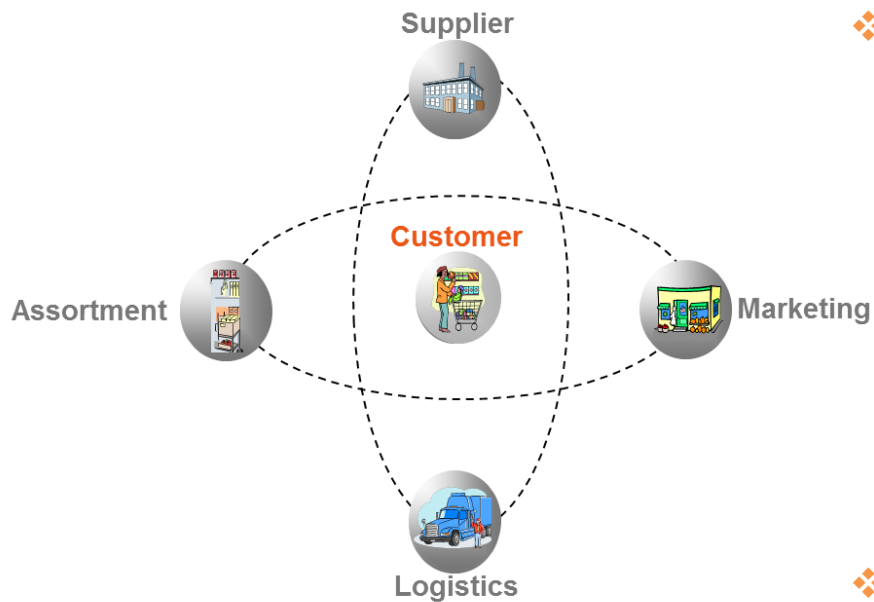 Supplier
Customer
Assortment
Marketing
Logistics